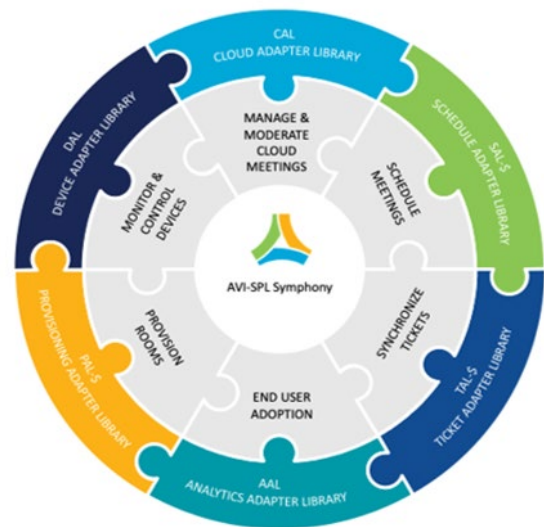 CAL
CLOUD ADAPTER LIBRARY
SAL-S
SCHEDULE ADAPTER LIBRARY
TAL-S
TICKET ADAPTER LIBRARY
AAL
ANALYTICS ADAPTER LIBRARY
PAL-S
PROVISIONING ADAPTER LIBRARY
DAL
DEVICE ADAPTER LIBRARY
MANAGE &
MODERATE
CLOUD
MEETINGS
SCHEDULE
MEETINGS
SYNCHRONIZE
TICKETS
END USER
ADOPTION
PROVISION
ROOMS
MONITOR &
CONTROL
DEVICES
AVI-SPL Symphony